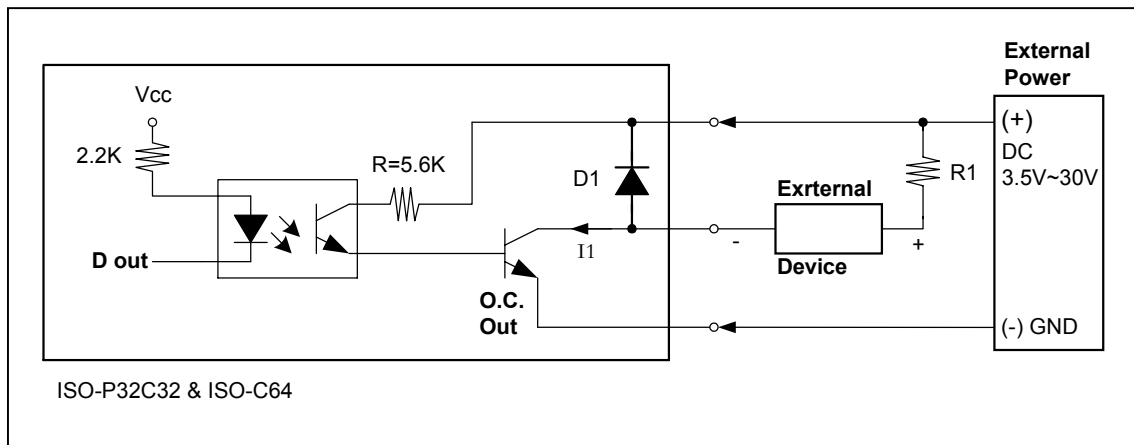 External
Power
Vcc
(+)
2.2K
R=5.6K
DC
3.5V~30V
D1
R1
Exrternal
I1
-
+
D out
Device
O.C.
Out
(-) GND
ISO-P32C32 & ISO-C64